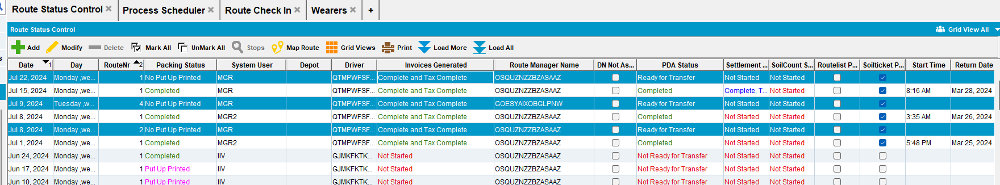 Route Status Control Process Scheduler Route Check In Wearers +
Route Status Control Grid View All
Add Modify Delete Mark All UnMark All Stops Map Route Grid Views Print Load More Load All
Date 1 Day RouteNr 2 Packing Status System User Depot Driver Invoices Generated Route Manager Name DN Not As... PDA Status Settlement ... SoilCount S... Routelist P... Soilticket P... Start Time Return Date
Jul 22, 2024 Monday ,we... 1 No Put Up Printed MGR QTMPWFSF... Complete and Tax Complete OSQUZNZZBZASAAZ Ready for Transfer Not Started Not Started
Jul 15, 2024 Monday ,we... 1 Completed MGR QTMPWFSF... Complete and Tax Complete OSQUZNZZBZASAAZ Completed Complete, T... Not Started 8:16 AM Mar 28, 2024
Jul 9, 2024 Tuesday ,w... 4 No Put Up Printed MGR QTMPWFSF... Complete and Tax Complete GOESYAIXOBGLPNW Ready for Transfer Not Started Not Started
Jul 8, 2024 Monday ,we... 1 Completed MGR2 QTMPWFSF... Complete and Tax Complete OSQUZNZZBZASAAZ Completed Not Started Not Started 3:35 AM Mar 26, 2024
Jul 8, 2024 Monday ,we... 2 No Put Up Printed MGR QTMPWFSF... Complete and Tax Complete OSQUZNZZBZASAAZ Ready for Transfer Not Started Not Started
Jul 1, 2024 Monday ,we... 1 Completed MGR2 QTMPWFSF... Complete and Tax Complete OSQUZNZZBZASAAZ Completed Not Started Not Started 5:48 PM Mar 25, 2024
Jun 24, 2024 Monday ,we... 1 Completed IIV GJMKFKTK... Not Started OSQUZNZZBZASAAZ Not Ready for Transfer Not Started Not Started
Jun 17, 2024 Monday ,we... 1 Put Up Printed IIV GJMKFKTK... Not Started OSQUZNZZBZASAAZ Not Ready for Transfer Not Started Not Started
Jun 10, 2024 Monday ,we... 1 Put Up Printed IIV GJMKFKTK... Not Started OSQUZNZZBZASAAZ Not Ready for Transfer Not Started Not Started